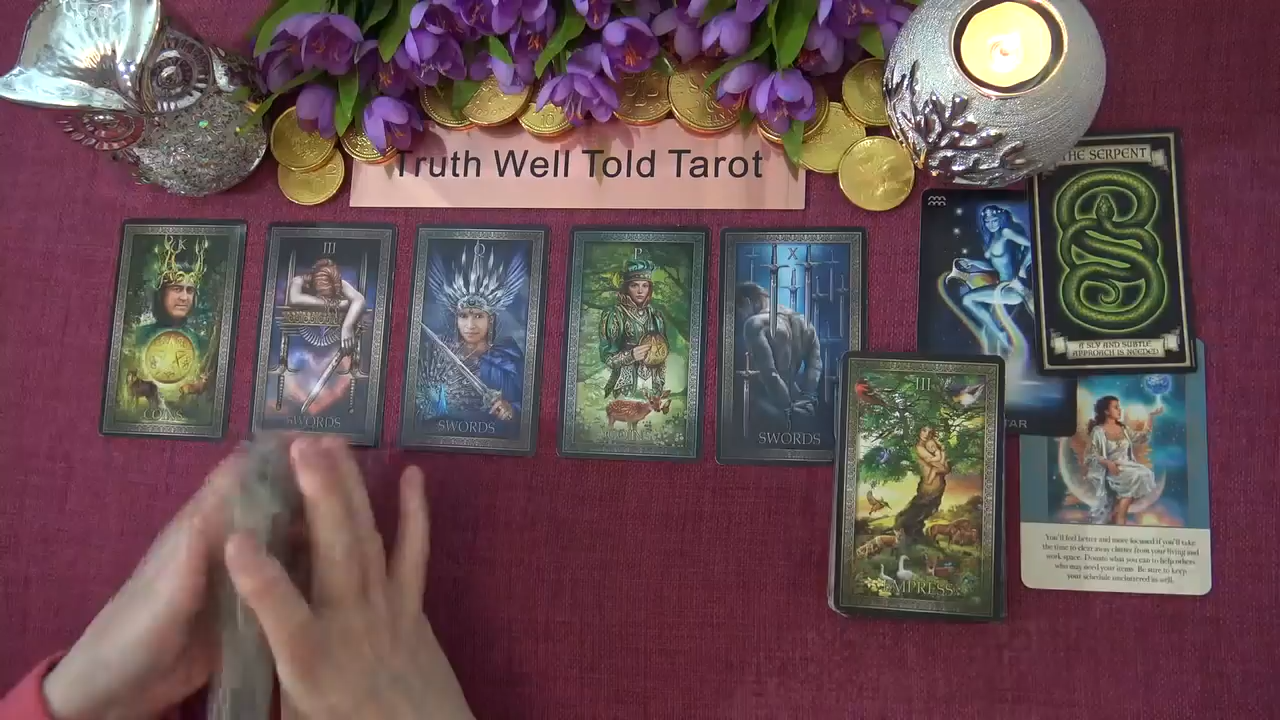 Truth Well Told Tarot
K
COINS
III
SWORDS
Q
SWORDS
P
X
SWORDS
III
EMPRESS
TAR
THE SERPENT
A SLY AND SUBTLE
APPROACH IS NEEDED
You'll feel better and more focused if you'll take
the time to clear away clutter from your living and
work space. Donate what you can to help others
who may need your items. Be sure to keep
your schedule uncluttered as well.